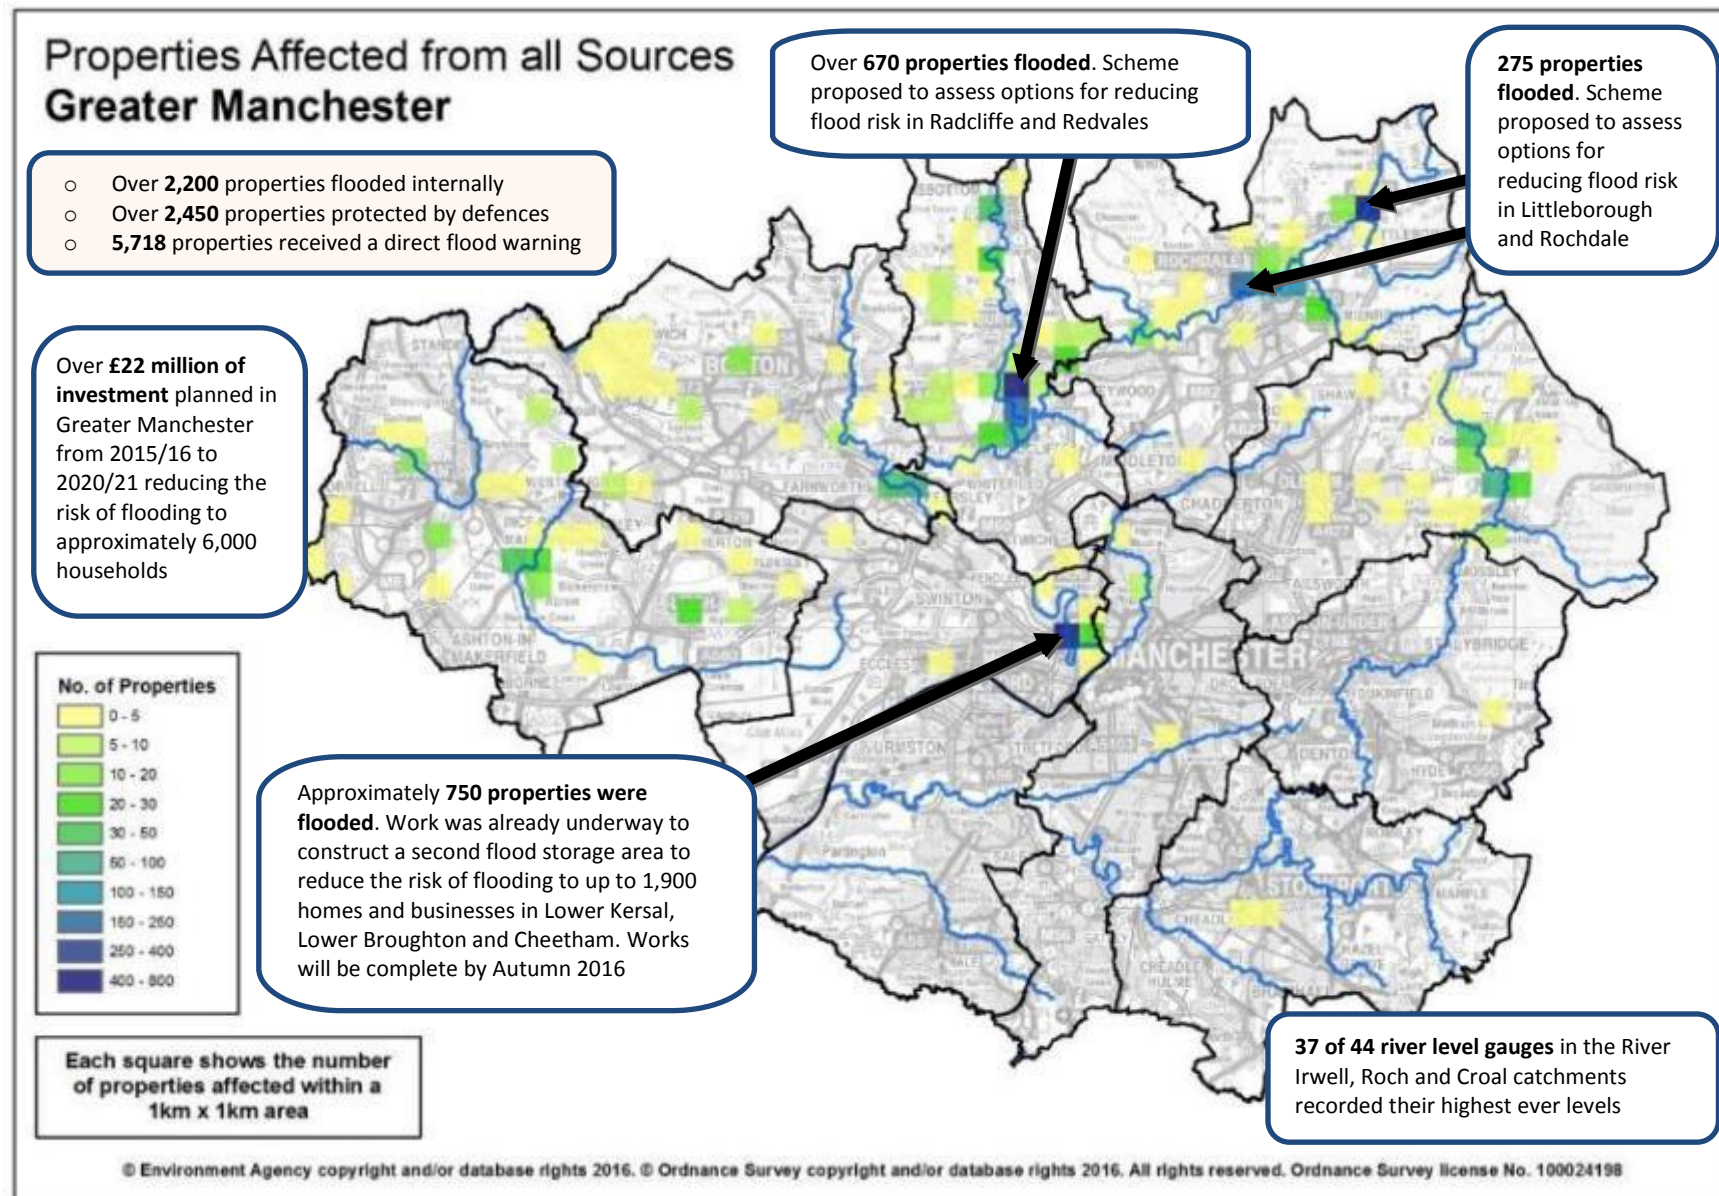 Properties Affected from all Sources
Greater Manchester
o Over 2,200 properties flooded internally
o Over 2,450 properties protected by defences
o 5,718 properties received a direct flood warning
Over 670 properties flooded. Scheme
proposed to assess options for reducing
flood risk in Radcliffe and Redvales
275 properties
flooded. Scheme
proposed to assess
options for
reducing flood risk
in Littleborough
and Rochdale
Over £22 million of
investment planned in
Greater Manchester
from 2015/16 to
2020/21 reducing the
risk of flooding to
approximately 6,000
households
ROCHDALE
BOLTON
SHAW
CHADDERTON
FARNWORTH
WHITEFIELD
SWINTON
ECCLES
MANCHESTER
STALYBRIDGE
DUKINFIELD
ASHTON-IN
MAKERFIELD
URMSTON
STRETFORD
DENTON
HYDE
Partington
STOCKPORT
MARPLE
CHEADLE
HULME
No. of Properties
0 - 5
5 - 10
10 - 20
20 - 30
30 - 50
50 - 100
100 - 150
150 - 250
250 - 400
400 - 800
Approximately 750 properties were
flooded. Work was already underway to
construct a second flood storage area to
reduce the risk of flooding to up to 1,900
homes and businesses in Lower Kersal,
Lower Broughton and Cheetham. Works
will be complete by Autumn 2016
Each square shows the number
of properties affected within a
1km x 1km area
37 of 44 river level gauges in the River
Irwell, Roch and Croal catchments
recorded their highest ever levels
© Environment Agency copyright and/or database rights 2016. © Ordnance Survey copyright and/or database rights 2016. All rights reserved. Ordnance Survey license No. 100024198